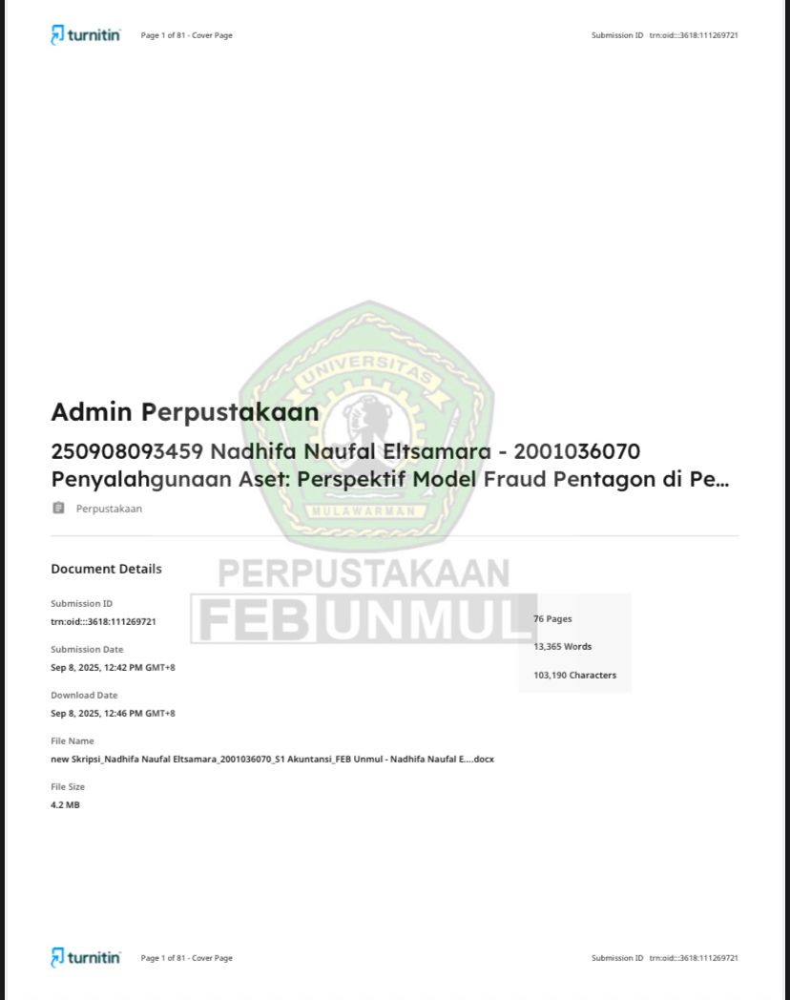 turnitin Page 1 of 81 - Cover Page Submission ID trn:oid:::3618:111269721
UNIVERSITAS
Admin Perpustakaan
250908093459 Nadhifa Naufal Eltsamara - 2001036070
Penyalahgunaan Aset: Perspektif Model Fraud Pentagon di Pe...
MULAWARMAN
Perpustakaan
PERPUSTAKAAN
FEB UNMUL
Document Details
Submission ID
trn:oid:::3618:111269721
Submission Date
Sep 8, 2025, 12:42 PM GMT+8
Download Date
Sep 8, 2025, 12:46 PM GMT+8
File Name
new Skripsi_Nadhifa Naufal Eltsamara_2001036070_S1 Akuntansi_FEB Unmul - Nadhifa Naufal E....docx
File Size
4.2 MB
76 Pages
13,365 Words
103,190 Characters
turnitin Page 1 of 81 - Cover Page Submission ID trn:oid:::3618:111269721